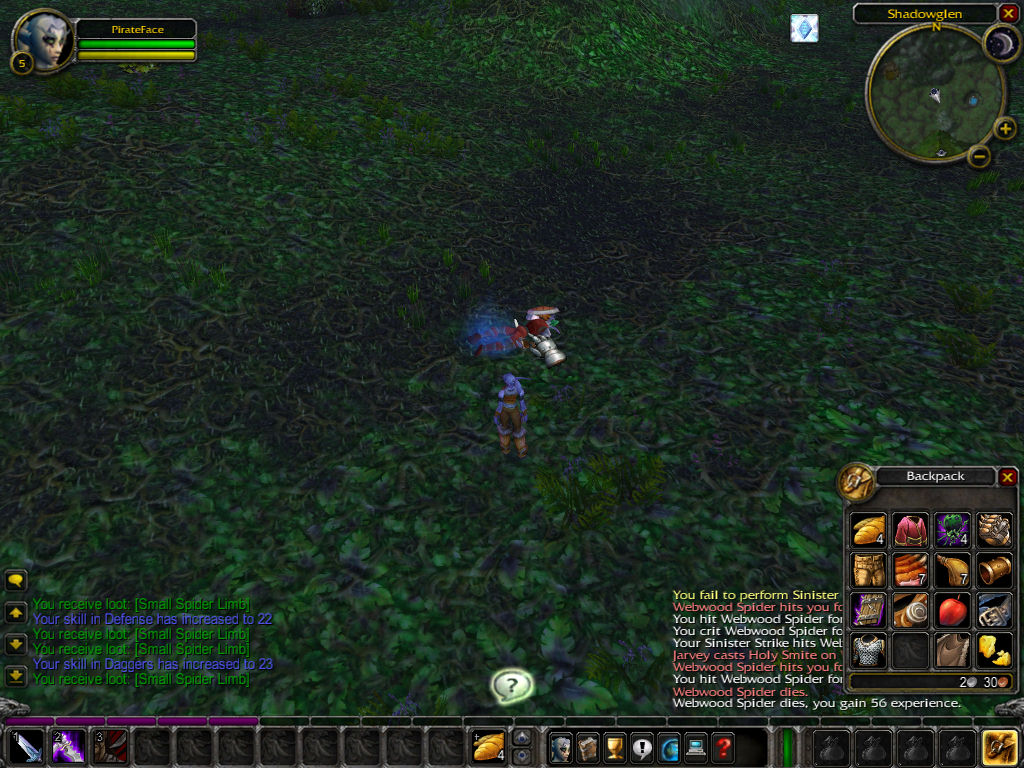 PirateFace
5
Shadowglen
N
Backpack
4
4
7
7
2 30
You receive loot: [Small Spider Limb]
Your skill in Defense has increased to 22
You receive loot: [Small Spider Limb]
You receive loot: [Small Spider Limb]
Your skill in Daggers has increased to 23
You receive loot: [Small Spider Limb]
You fail to perform Sinister
Webwood Spider hits you fo
You hit Webwood Spider for
You crit Webwood Spider fo
Your Sinister Strike hits Web
Jarvey casts Holy Smite on
Webwood Spider hits you fo
You hit Webwood Spider for
Webwood Spider dies.
Webwood Spider dies, you gain 56 experience.
?
1 2 3 4
!
?